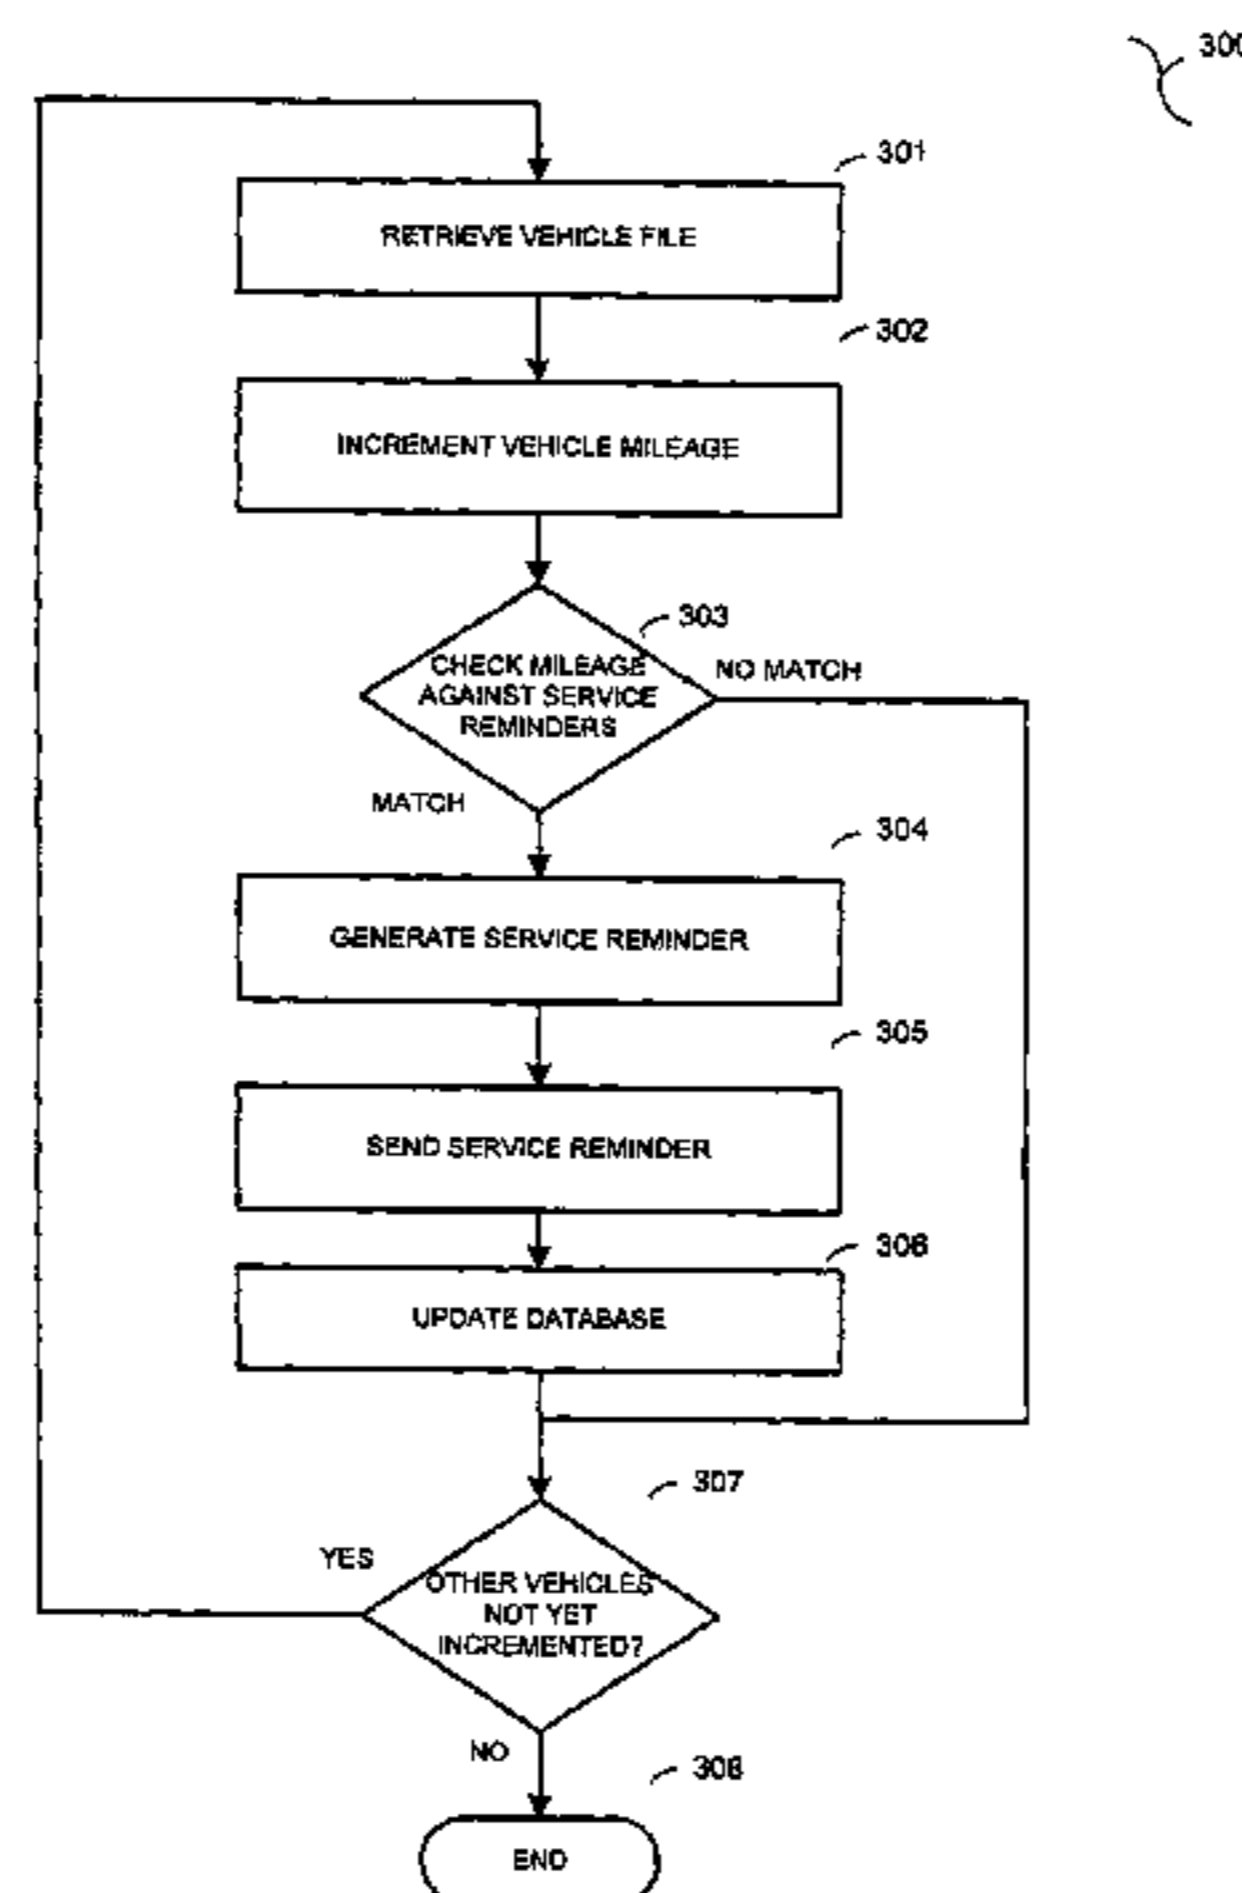 300
301
RETRIEVE VEHICLE FILE
302
INCREMENT VEHICLE MILEAGE
303
CHECK MILEAGE
AGAINST SERVICE
REMINDERS
NO MATCH
MATCH
304
GENERATE SERVICE REMINDER
305
SEND SERVICE REMINDER
306
UPDATE DATABASE
307
YES
OTHER VEHICLES
NOT YET
INCREMENTED?
NO
308
END